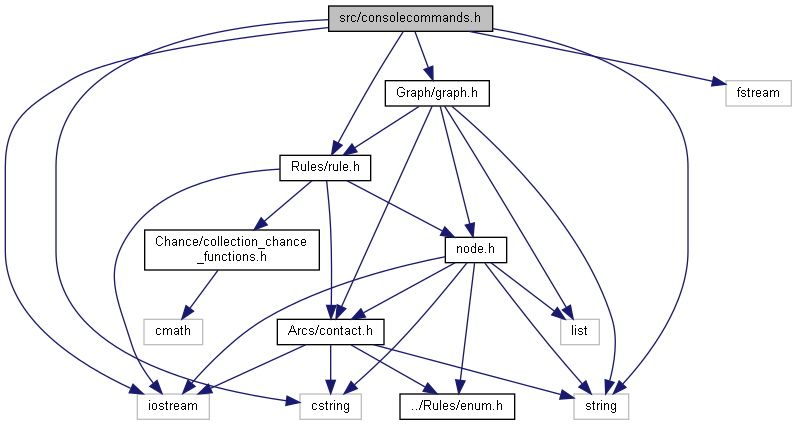 src/consolecommands.h
Graph/graph.h
fstream
Rules/rule.h
Chance/collection_chance
_functions.h
node.h
cmath
Arcs/contact.h
list
iostream
cstring
../Rules/enum.h
string